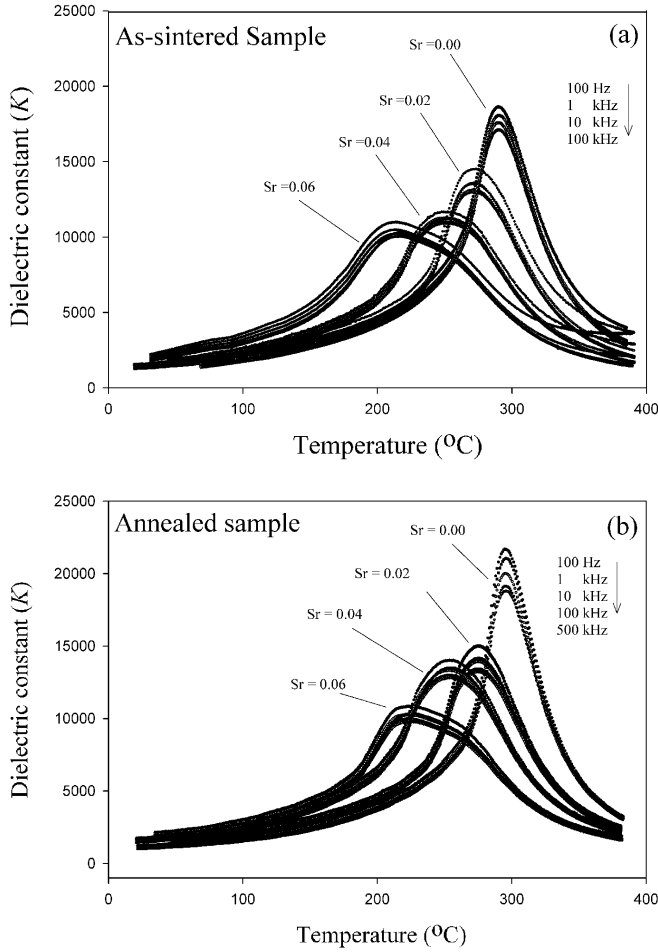 As-sintered Sample
(a)
Sr =0.00
Sr =0.02
Sr =0.04
Sr =0.06
100 Hz
1 kHz
10 kHz
100 kHz
25000
20000
15000
10000
5000
0
0 100 200 300 400
Dielectric constant (K)
Temperature (°C)
Annealed sample
(b)
Sr = 0.00
Sr = 0.02
Sr = 0.04
Sr = 0.06
100 Hz
1 kHz
10 kHz
100 kHz
500 kHz
25000
20000
15000
10000
5000
0
0 100 200 300 400
Dielectric constant (K)
Temperature (°C)